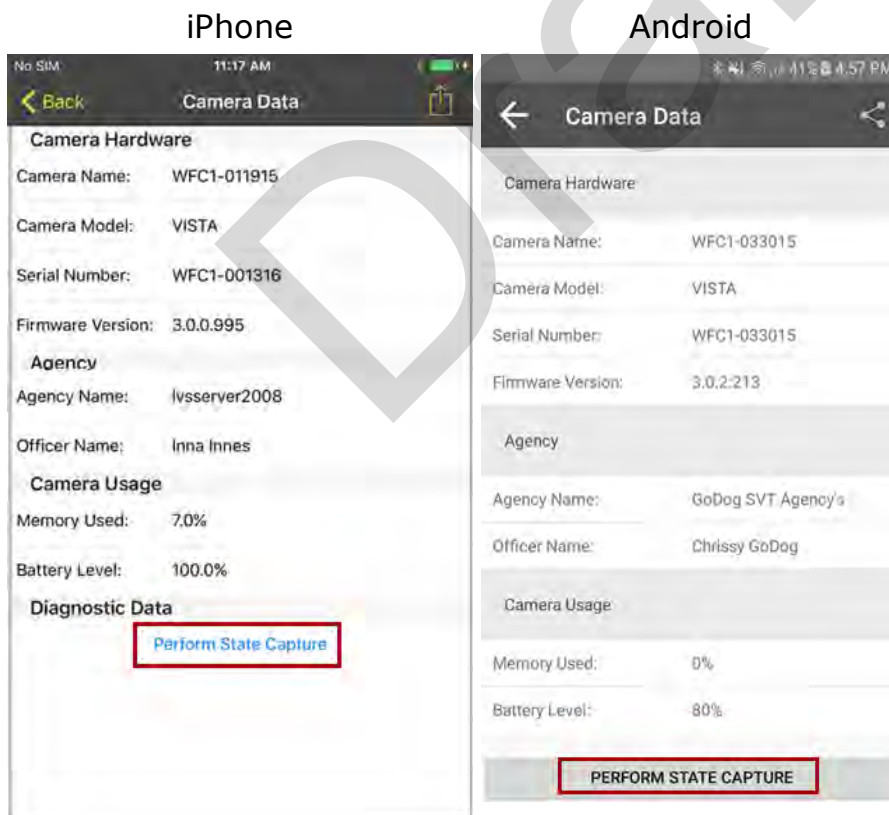 iPhone
No SIM 11:17 AM
Back Camera Data
Camera Hardware
Camera Name: WFC1-011915
Camera Model: VISTA
Serial Number: WFC1-001316
Firmware Version: 3.0.0.995
Agency
Agency Name: lvsserver2008
Officer Name: Inna Innes
Camera Usage
Memory Used: 7.0%
Battery Level: 100.0%
Diagnostic Data
Perform State Capture
Android
41% 4:57 PM
Camera Data
Camera Hardware
Camera Name: WFC1-033015
Camera Model: VISTA
Serial Number: WFC1-033015
Firmware Version: 3.0.2:213
Agency
Agency Name: GoDog SVT Agency's
Officer Name: Chrissy GoDog
Camera Usage
Memory Used: 0%
Battery Level: 80%
PERFORM STATE CAPTURE